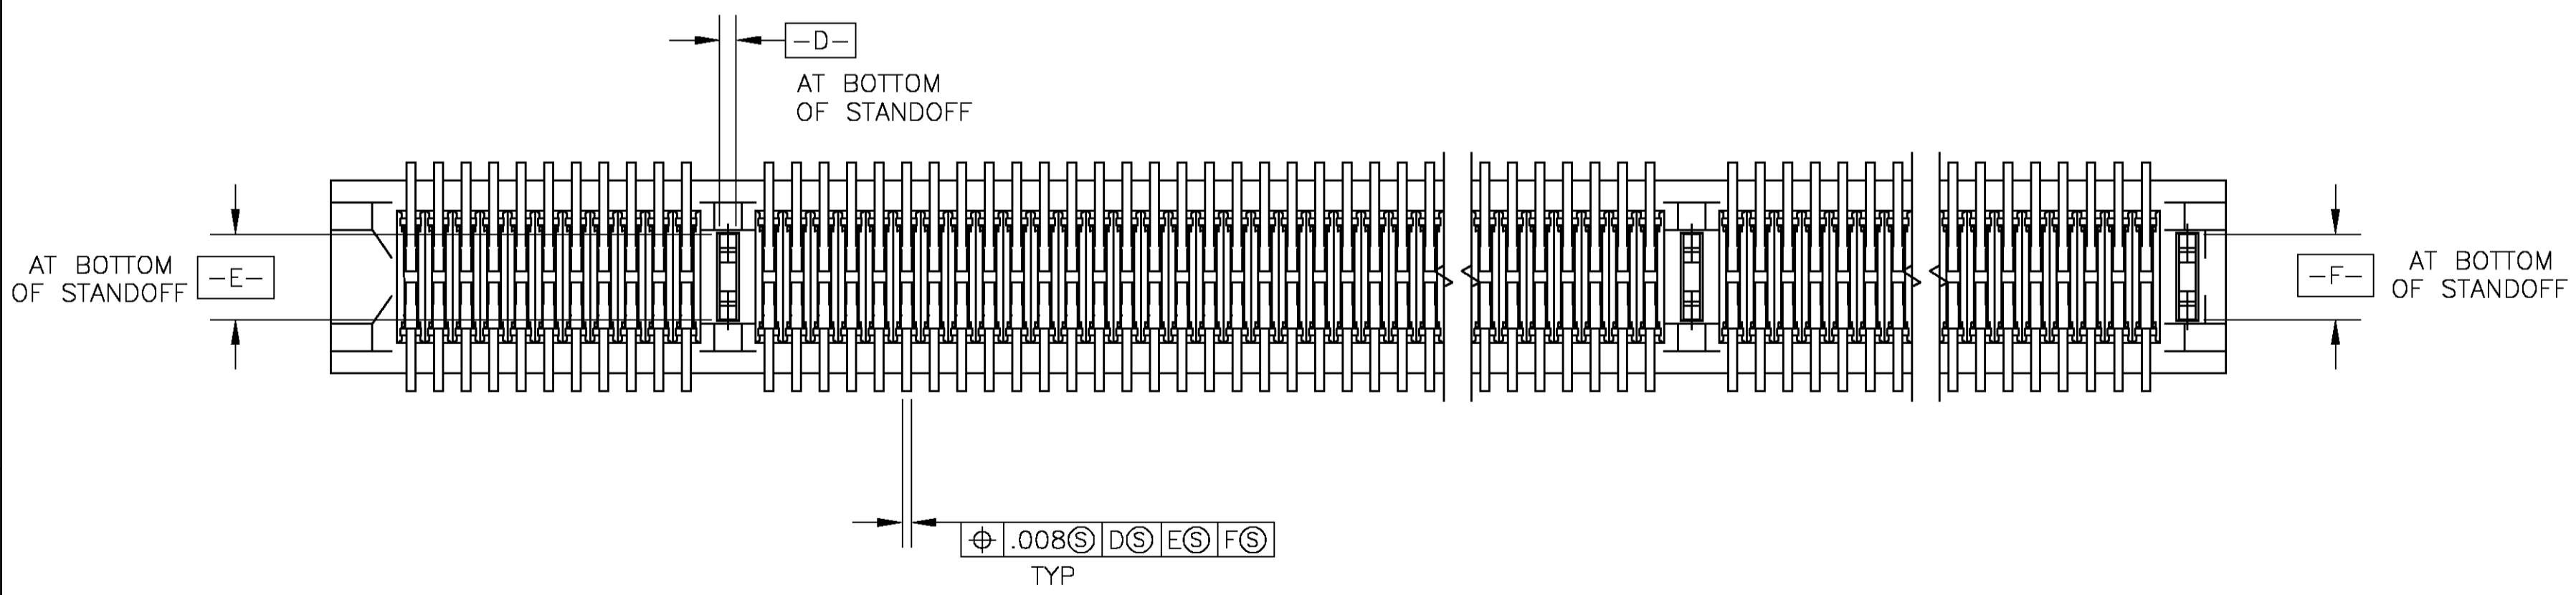 -D-
AT BOTTOM
OF STANDOFF
AT BOTTOM
OF STANDOFF
-E-
-F-
AT BOTTOM
OF STANDOFF
⌖ .008Ⓢ DⓈ EⓈ FⓈ
TYP